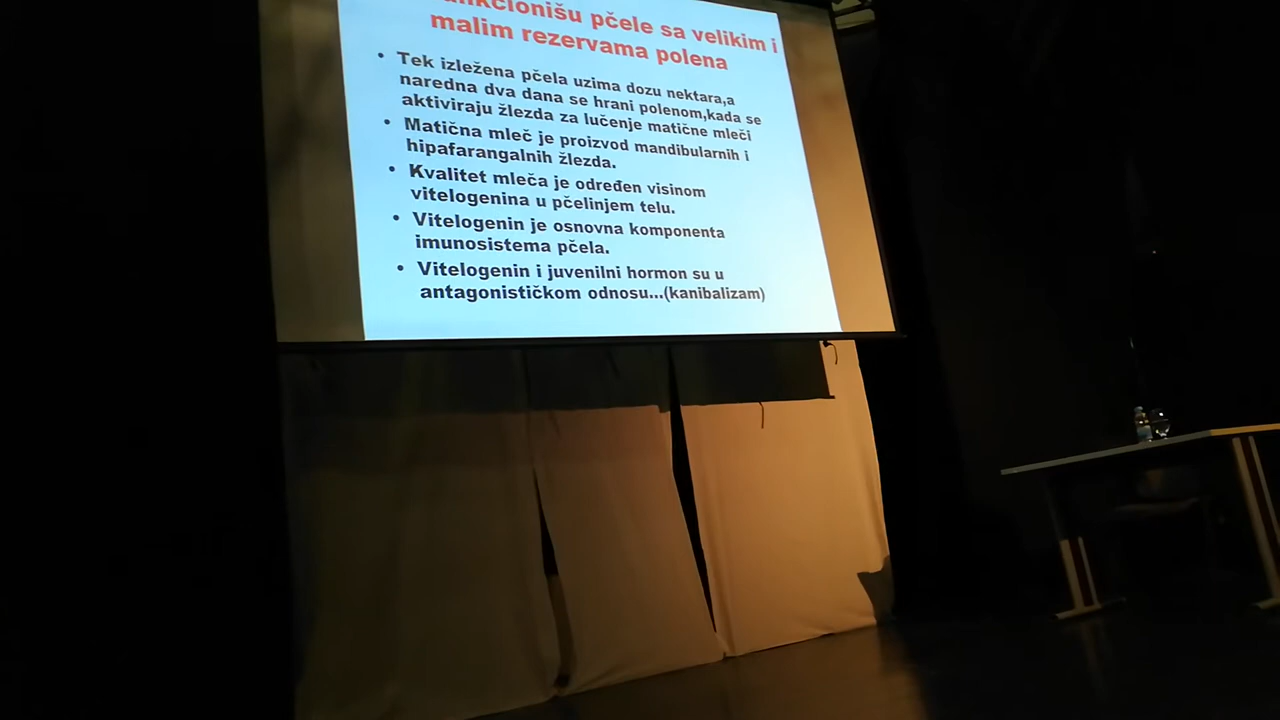 sa velikim i
malim rezervama polena
• Tek izležena pčela uzima dozu nektara,a
naredna dva dana se hrani polenom,kada se
aktiviraju žlezda za lučenje matične mleči
• Matična mleč je proizvod mandibularnih i
hipafarangalnih žlezda.
• Kvalitet mleča je određen visinom
vitelogenina u pčelinjem telu.
• Vitelogenin je osnovna komponenta
imunosistema pčela.
• Vitelogenin i juvenilni hormon su u
antagonističkom odnosu...(kanibalizam)